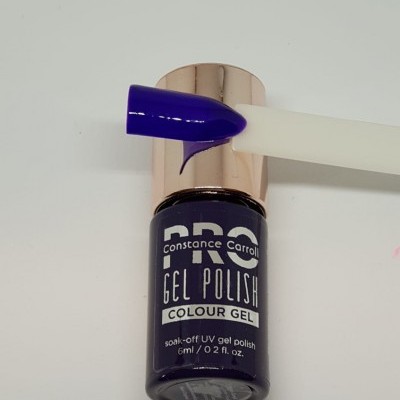 PRO
Constance Carroll
GEL POLISH
COLOUR GEL
soak-off UV gel polish
6ml / 0.2 fl. oz.